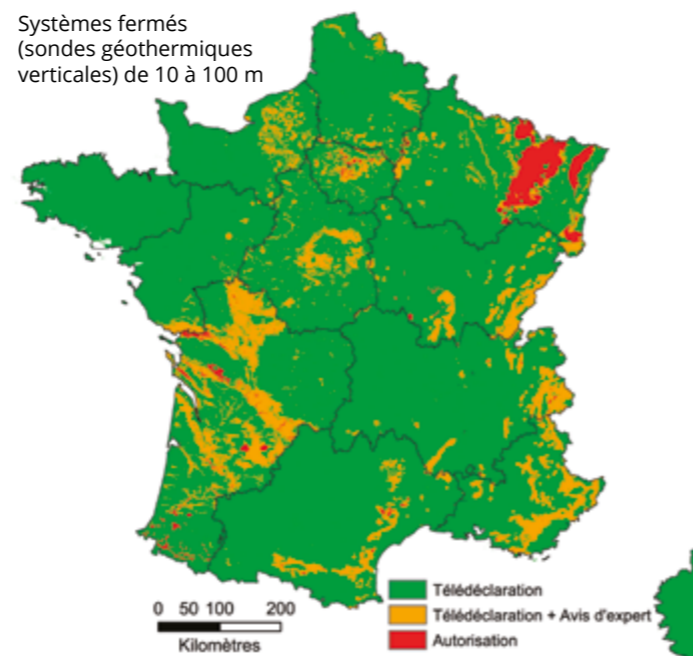 Systèmes fermés
(sondes géothermiques
verticales) de 10 à 100 m
0 50 100 200
Kilomètres
Télédéclaration
Télédéclaration + Avis d'expert
Autorisation